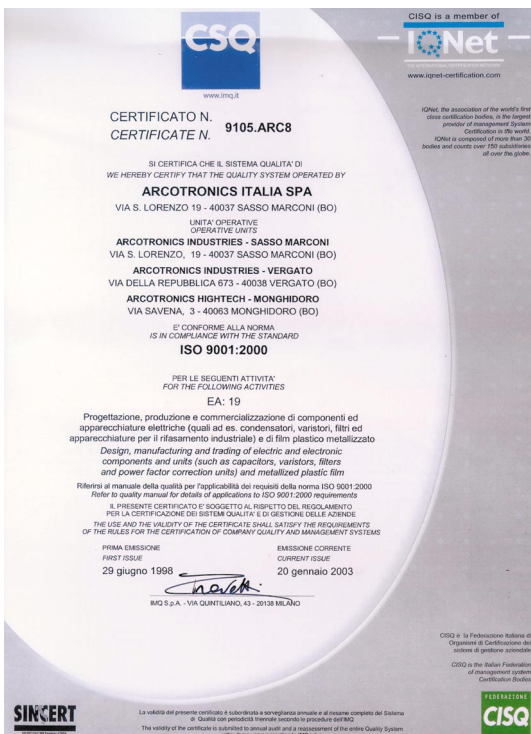 CSQ
www.imq.it
CISQ is a member of
IQNet
THE INTERNATIONAL CERTIFICATION NETWORK
www.iqnet-certification.com
IQNet, the association of the world's first
class certification bodies, is the largest
provider of management System
Certification in the world.
IQNet is composed of more than 30
bodies and counts over 150 subsidiaries
all over the globe.
CERTIFICATO N.
CERTIFICATE N.
9105.ARC8
SI CERTIFICA CHE IL SISTEMA QUALITA' DI
WE HEREBY CERTIFY THAT THE QUALITY SYSTEM OPERATED BY
ARCOTRONICS ITALIA SPA
VIA S. LORENZO 19 - 40037 SASSO MARCONI (BO)
UNITA' OPERATIVE
OPERATIVE UNITS
ARCOTRONICS INDUSTRIES - SASSO MARCONI
VIA S. LORENZO, 19 - 40037 SASSO MARCONI (BO)
ARCOTRONICS INDUSTRIES - VERGATO
VIA DELLA REPUBBLICA 673 - 40038 VERGATO (BO)
ARCOTRONICS HIGHTECH - MONGHIDORO
VIA SAVENA, 3 - 40063 MONGHIDORO (BO)
E' CONFORME ALLA NORMA
IS IN COMPLIANCE WITH THE STANDARD
ISO 9001:2000
PER LE SEGUENTI ATTIVITA'
FOR THE FOLLOWING ACTIVITIES
EA: 19
Progettazione, produzione e commercializzazione di componenti ed
apparecchiature elettriche (quali ad es. condensatori, varistori, filtri ed
apparecchiature per il rifasamento industriale) e di film plastico metallizzato
Design, manufacturing and trading of electric and electronic
components and units (such as capacitors, varistors, filters
and power factor correction units) and metallized plastic film
Riferirsi al manuale della qualità per l'applicabilità dei requisiti della norma ISO 9001:2000
Refer to quality manual for details of applications to ISO 9001:2000 requirements
IL PRESENTE CERTIFICATO E' SOGGETTO AL RISPETTO DEL REGOLAMENTO
PER LA CERTIFICAZIONE DEI SISTEMI QUALITA' E DI GESTIONE DELLE AZIENDE
THE USE AND THE VALIDITY OF THE CERTIFICATE SHALL SATISFY THE REQUIREMENTS
OF THE RULES FOR THE CERTIFICATION OF COMPANY QUALITY AND MANAGEMENT SYSTEMS
PRIMA EMISSIONE
FIRST ISSUE
29 giugno 1998
EMISSIONE CORRENTE
CURRENT ISSUE
20 gennaio 2003
IMQ S.p.A. - VIA QUINTILIANO, 43 - 20138 MILANO
CISQ è la Federazione Italiana di
Organismi di Certificazione dei
sistemi di gestione aziendale
CISQ is the Italian Federation
of management system
Certification Bodies
SINCERT
La validità del presente certificato è subordinata a sorveglianza annuale e al riesame completo del Sistema
di Qualità con periodicità triennale secondo le procedure dell'IMQ
The validity of the certificate is submitted to annual audit and a reassessment of the entire Quality System
FEDERAZIONE
CISQ